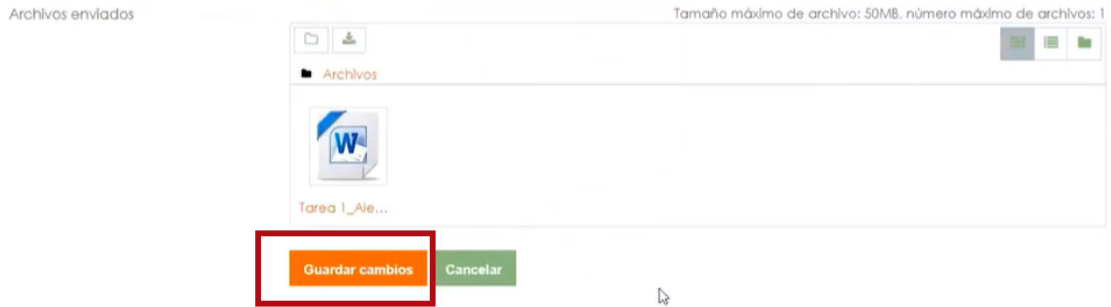 Archivos enviados
Tamaño máximo de archivo: 50MB, número máximo de archivos: 1
Archivos
W
Tarea 1_Ale...
Guardar cambios
Cancelar